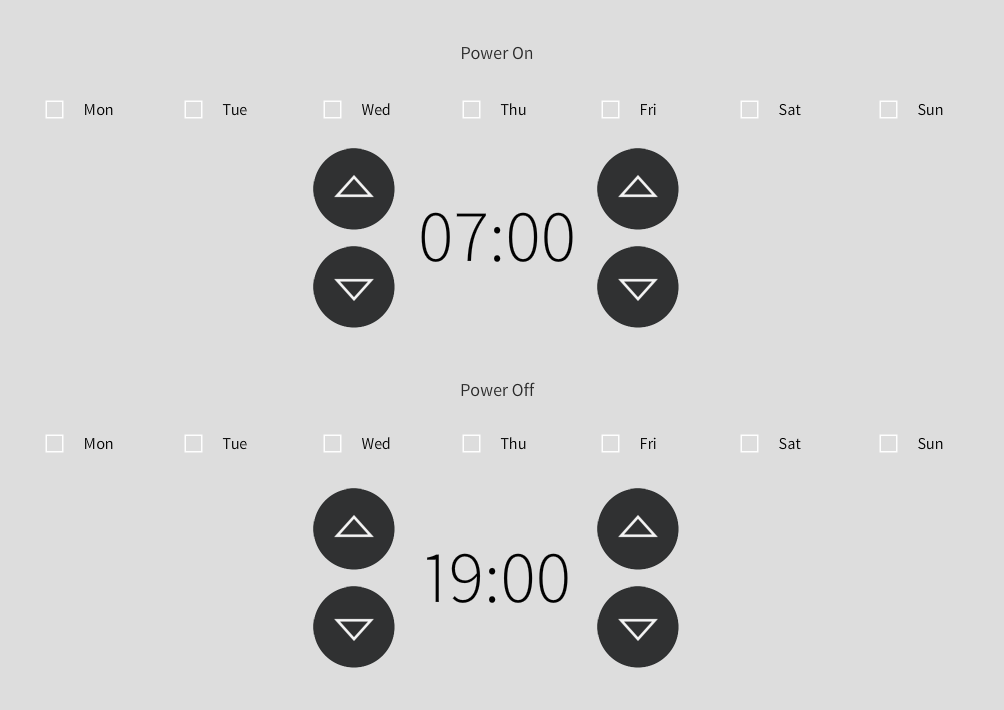 Power On
Mon Tue Wed Thu Fri Sat Sun
07:00
Power Off
Mon Tue Wed Thu Fri Sat Sun
19:00